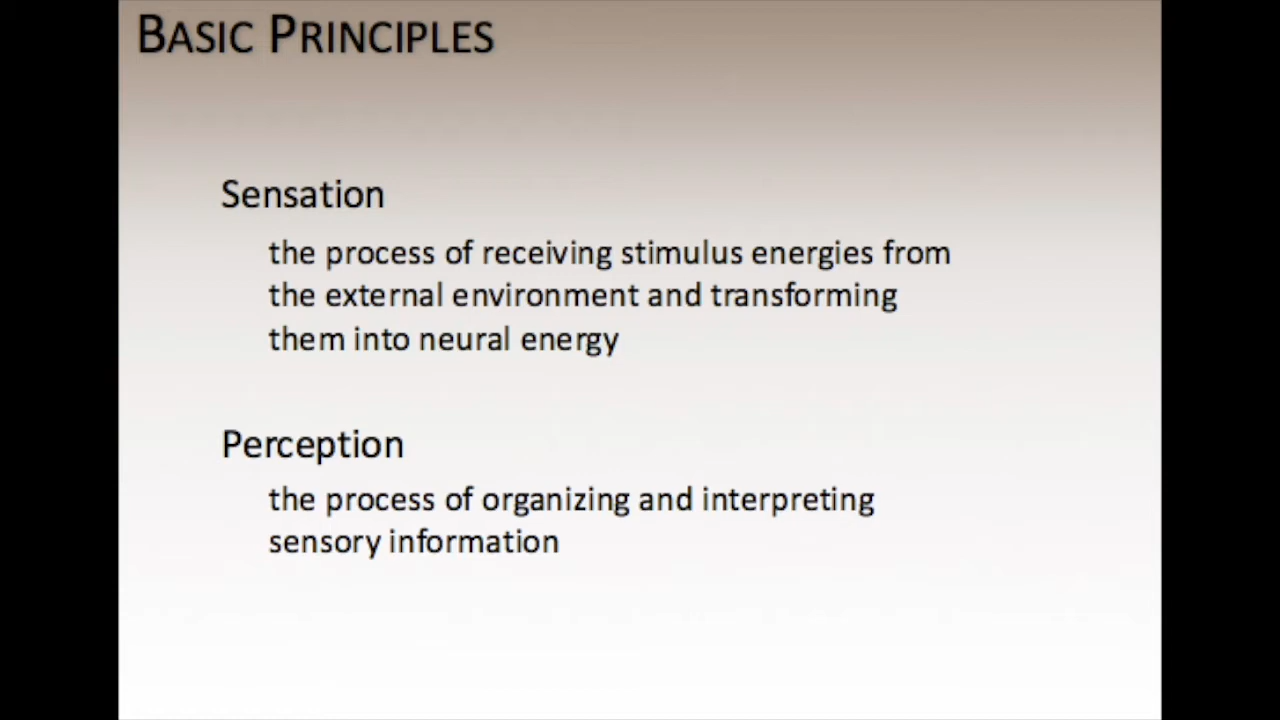 BASIC PRINCIPLES
Sensation
the process of receiving stimulus energies from
the external environment and transforming
them into neural energy
Perception
the process of organizing and interpreting
sensory information